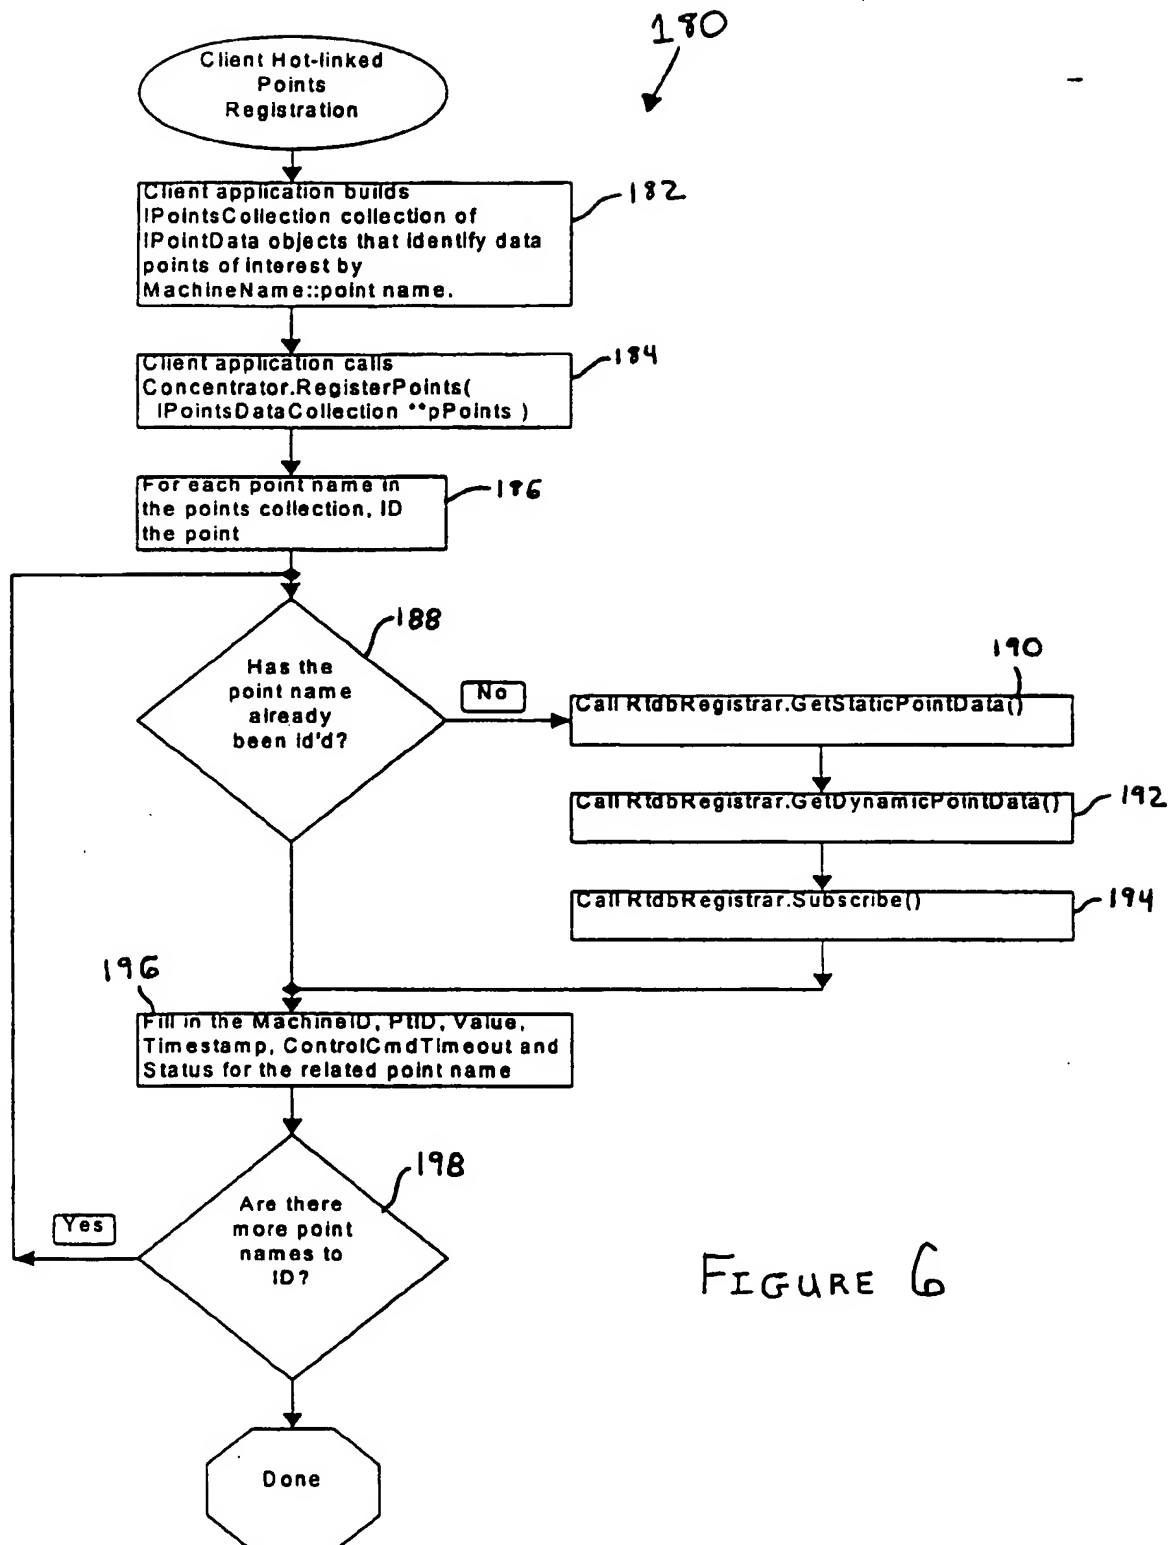 180
Client Hot-linked
Points
Registration
182
Client application builds
IPointsCollection collection of
IPointData objects that identify data
points of interest by
MachineName::point name.
184
Client application calls
Concentrator.RegisterPoints(
IPointsDataCollection **pPoints )
186
For each point name in
the points collection, ID
the point
188
Has the
point name
already
been id'd?
No
190
Call RtdbRegistrar.GetStaticPointData()
192
Call RtdbRegistrar.GetDynamicPointData()
194
Call RtdbRegistrar.Subscribe()
196
Fill in the MachineID, PtID, Value,
Timestamp, ControlCmdTimeout and
Status for the related point name
198
Are there
more point
names to
ID?
Yes
Done
FIGURE 6